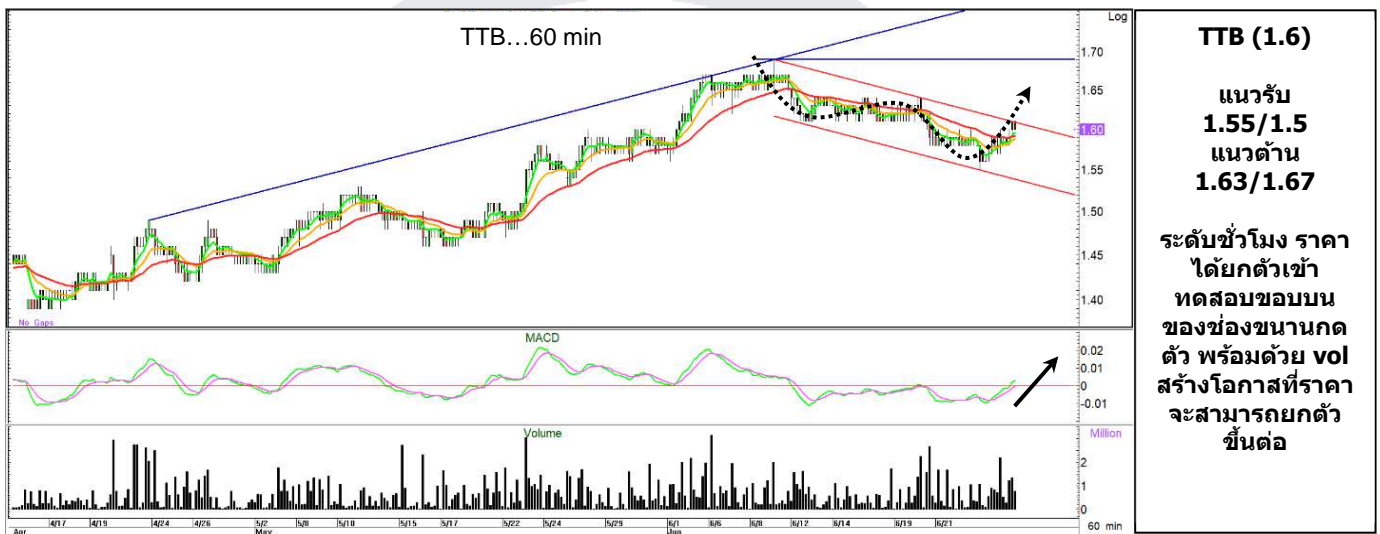 TTB...60 min
Log
1.70
1.65
1.60
1.55
1.50
1.45
1.40
No Gaps
MACD
0.02
0.01
0
-0.01
Volume
Million
2
1
0
4/17 4/19 4/24 4/26 5/2 5/8 5/10 5/15 5/17 5/22 5/24 5/29 6/1 6/6 6/8 6/12 6/14 6/19 6/21
Apr May Jun
60 min
TTB (1.6)
แนวรับ
1.55/1.5
แนวต้าน
1.63/1.67
ระดับชั่วโมง ราคา
ได้ยกตัวเข้า
ทดสอบขอบบน
ของช่องขนานกด
ตัว พร้อมด้วย vol
สร้างโอกาสที่ราคา
จะสามารถยกตัว
ขึ้นต่อ